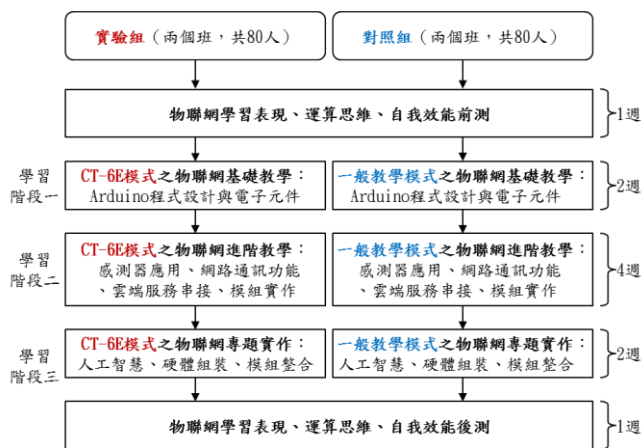 實驗組（兩個班，共80人）
對照組（兩個班，共80人）
物聯網學習表現、運算思維、自我效能前測
1週
學習
階段一
CT-6E模式之物聯網基礎教學：
Arduino程式設計與電子元件
一般教學模式之物聯網基礎教學：
Arduino程式設計與電子元件
2週
學習
階段二
CT-6E模式之物聯網進階教學：
感測器應用、網路通訊功能
、雲端服務串接、模組實作
一般教學模式之物聯網進階教學：
感測器應用、網路通訊功能
、雲端服務串接、模組實作
4週
學習
階段三
CT-6E模式之物聯網專題實作：
人工智慧、硬體組裝、模組整合
一般教學模式之物聯網專題實作：
人工智慧、硬體組裝、模組整合
2週
物聯網學習表現、運算思維、自我效能後測
1週